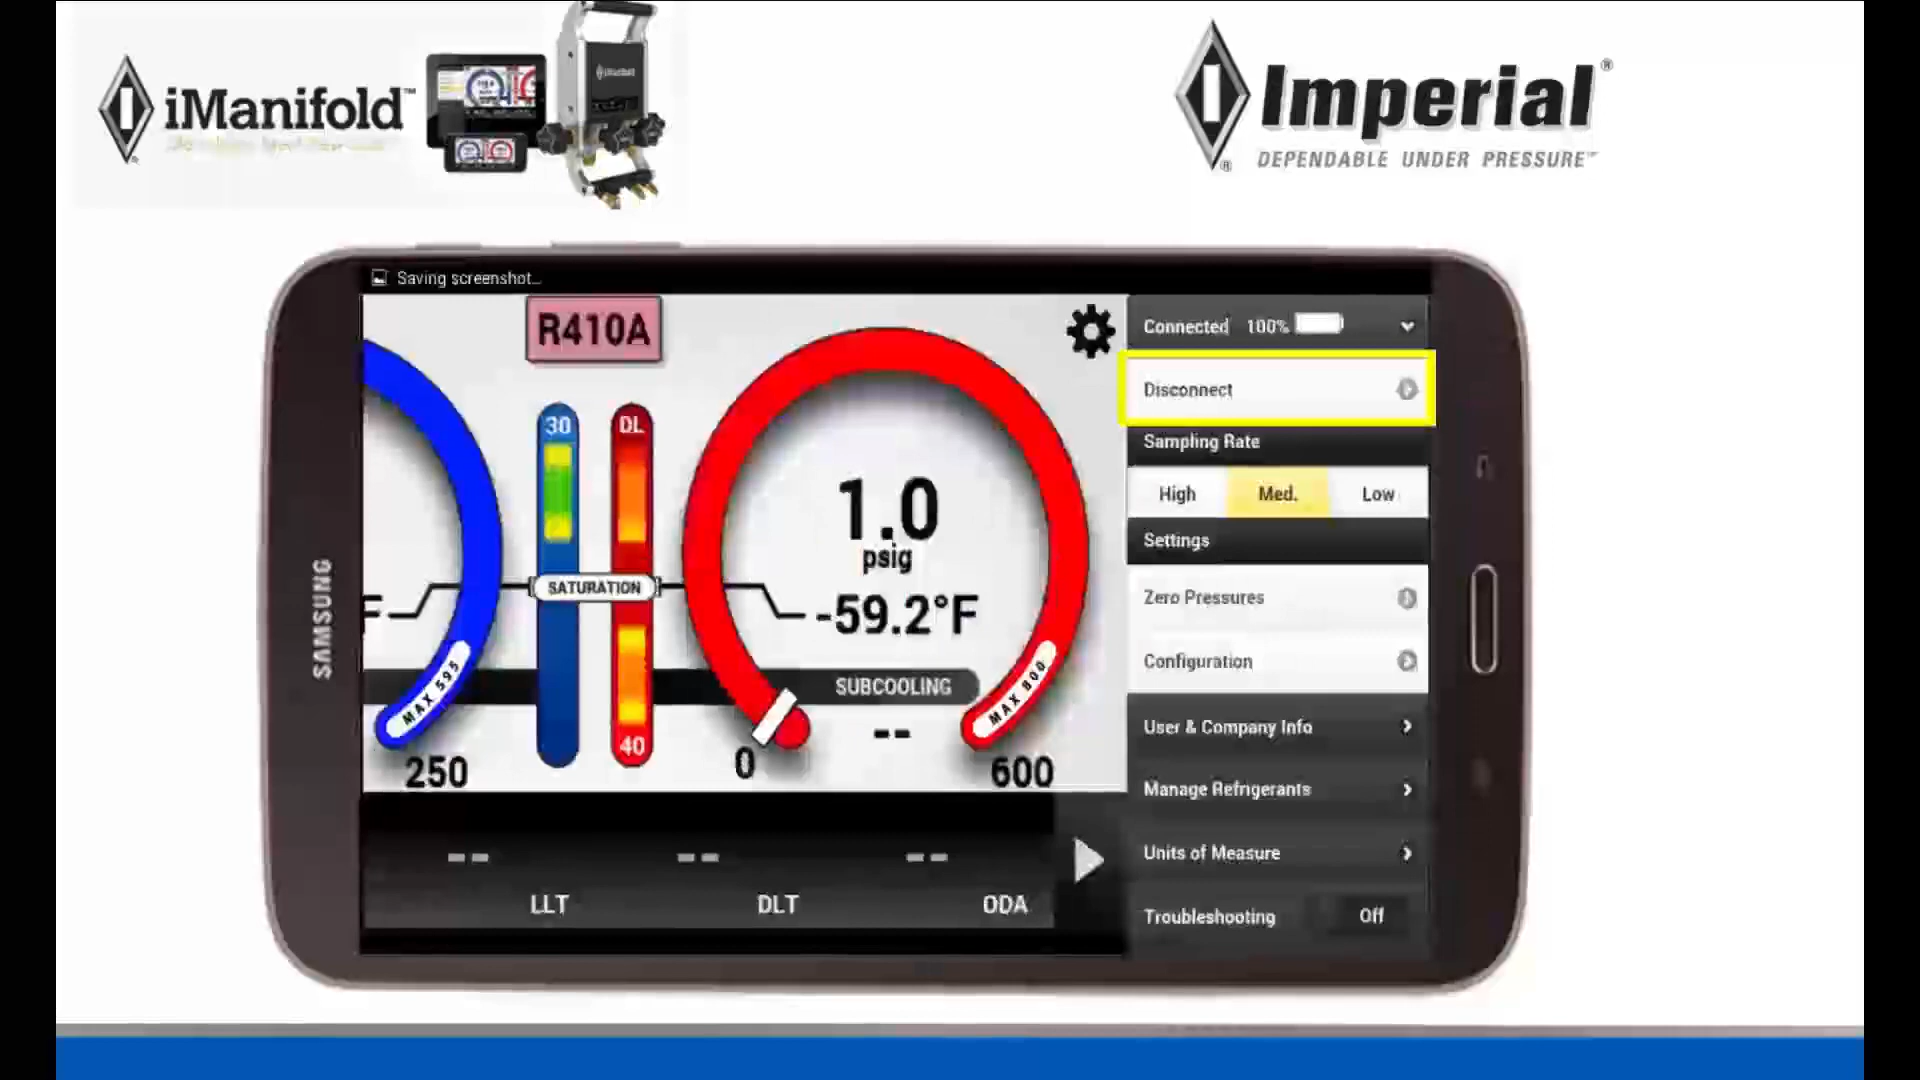 iManifold™
Imperial®
DEPENDABLE UNDER PRESSURE™
Saving screenshot...
R410A
Connected 100%
Disconnect
Sampling Rate
High Med. Low
Settings
Zero Pressures
Configuration
User & Company Info
Manage Refrigerants
Units of Measure
Troubleshooting Off
30 DL
1.0
psig
SATURATION
F
-59.2°F
MAX 595
SUBCOOLING
MAX 800
40
--
250
0
600
-- -- --
LLT DLT ODA
SAMSUNG